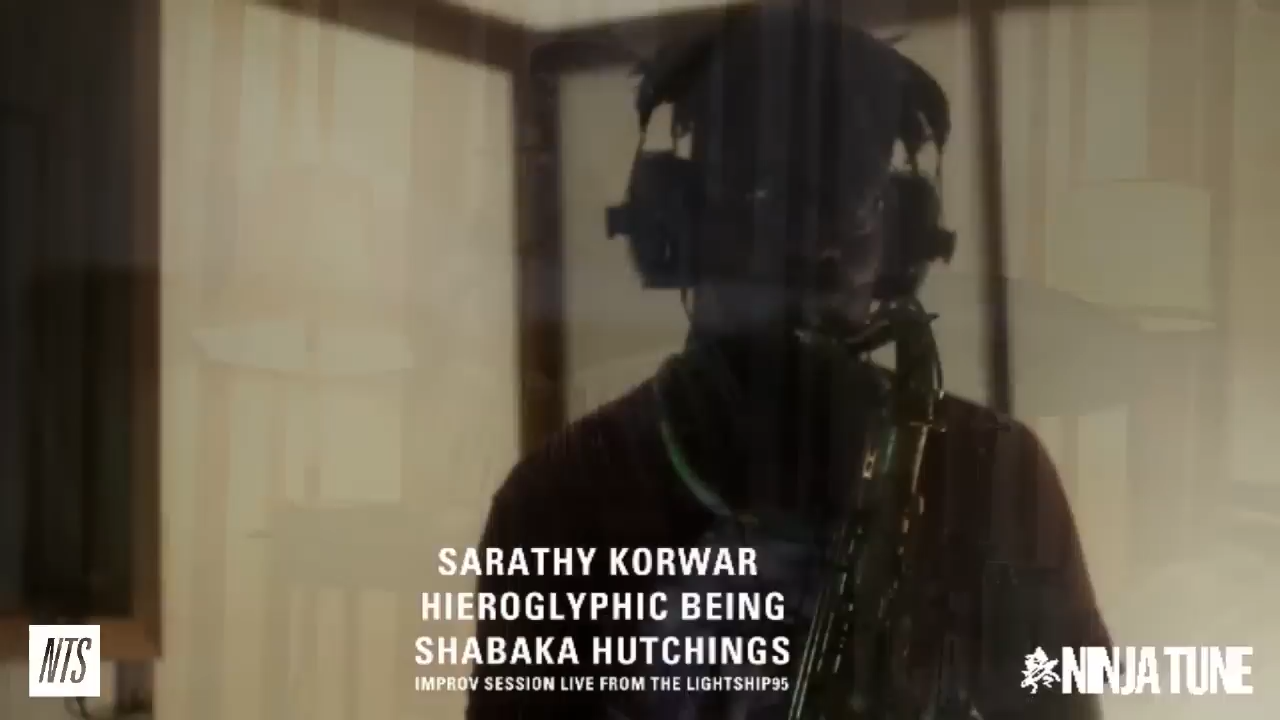 SARATHY KORWAR
HIEROGLYPHIC BEING
SHABAKA HUTCHINGS
IMPROV SESSION LIVE FROM THE LIGHTSHIP95
NTS
NINJA TUNE